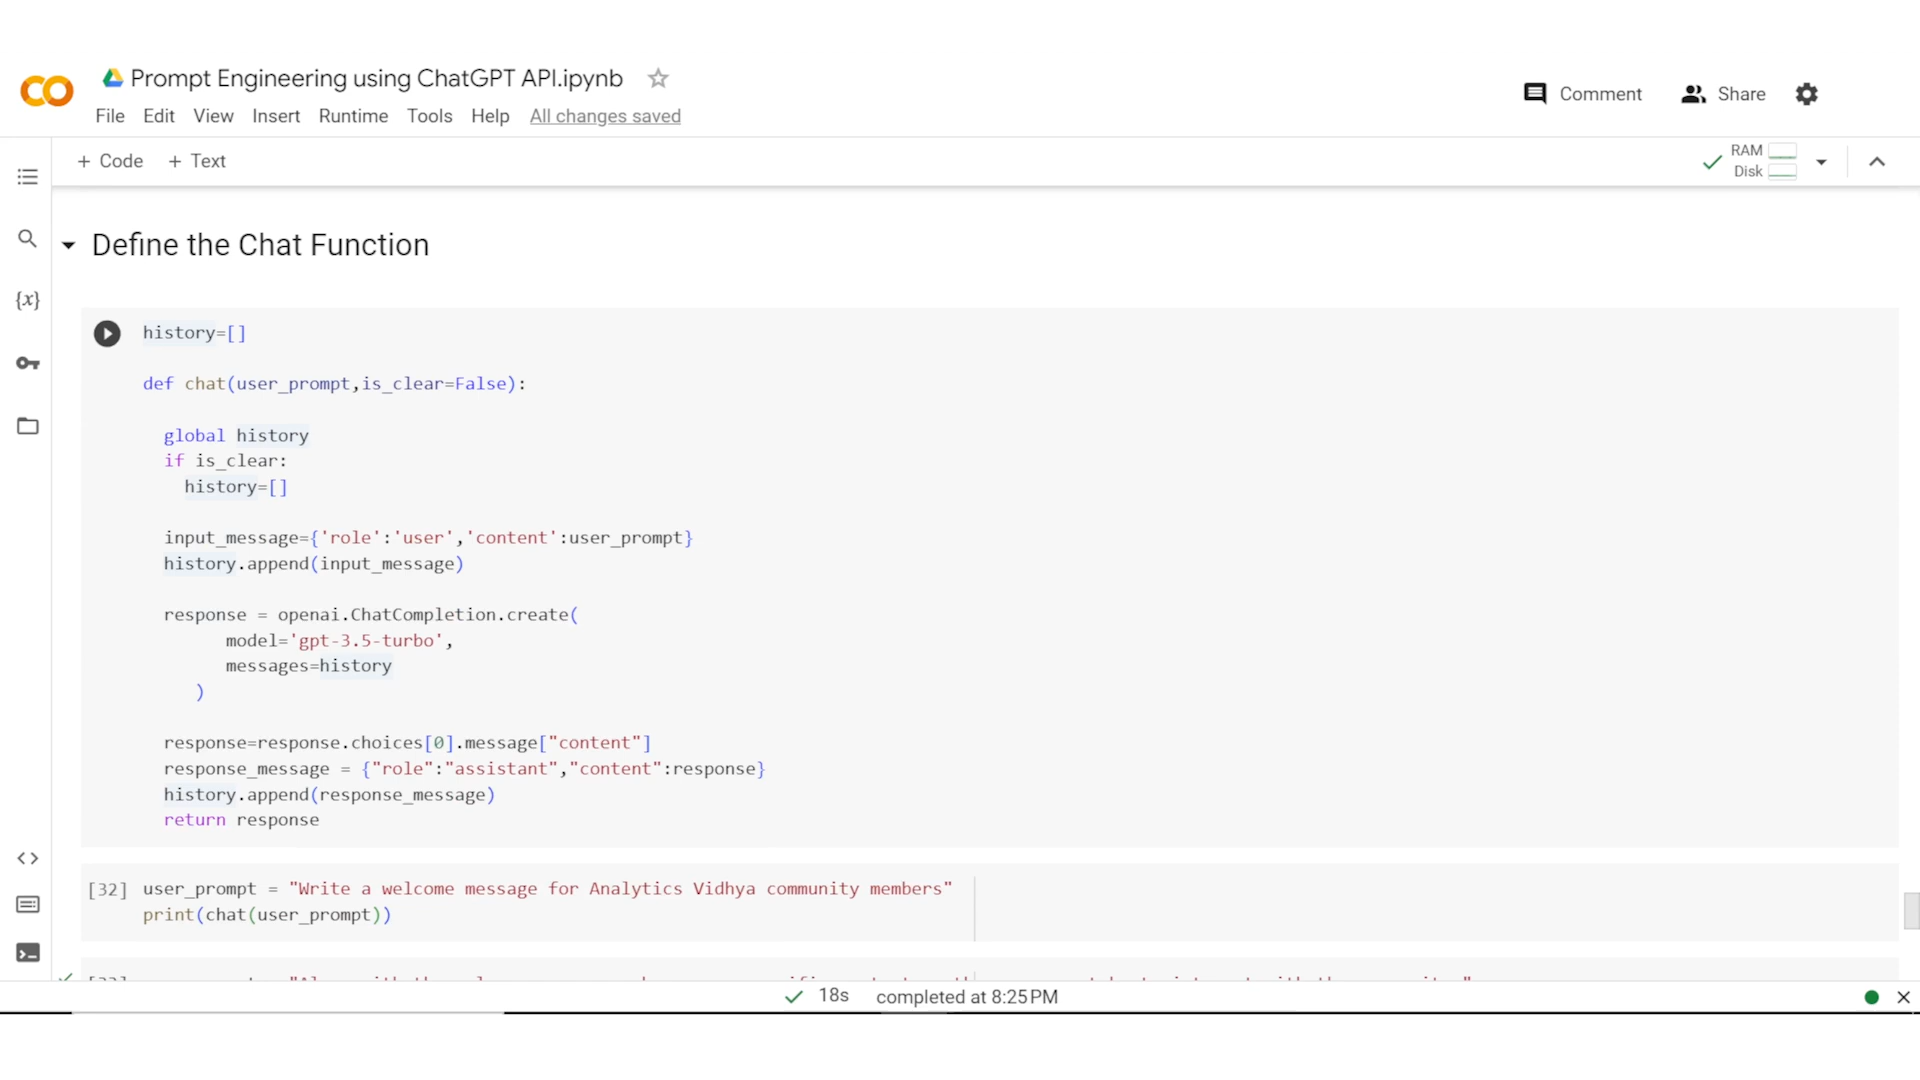 Prompt Engineering using ChatGPT API.ipynb
File Edit View Insert Runtime Tools Help All changes saved
Comment Share
+ Code + Text
RAM
Disk
Define the Chat Function
{x}
history=[]
def chat(user_prompt,is_clear=False):
global history
if is_clear:
history=[]
input_message={'role':'user','content':user_prompt}
history.append(input_message)
response = openai.ChatCompletion.create(
model='gpt-3.5-turbo',
messages=history
)
response=response.choices[0].message["content"]
response_message = {"role":"assistant","content":response}
history.append(response_message)
return response
[32] user_prompt = "Write a welcome message for Analytics Vidhya community members"
print(chat(user_prompt))
18s completed at 8:25 PM